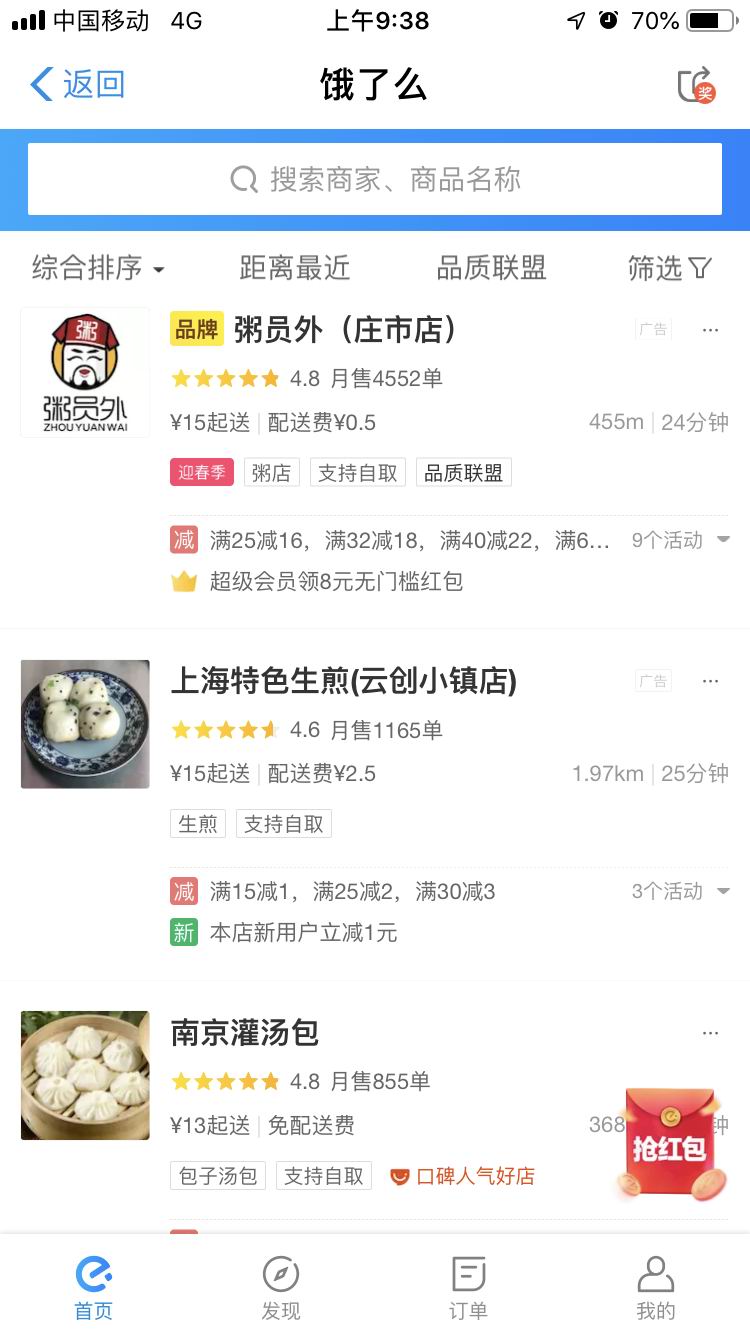 中国移动 4G 上午9:38 70%
返回 饿了么 奖
搜索商家、商品名称
综合排序 距离最近 品质联盟 筛选
粥
粥员外
ZHOU YUAN WAI
品牌 粥员外（庄市店） 广告 ...
4.8 月售4552单
¥15起送 配送费¥0.5 455m 24分钟
迎春季 粥店 支持自取 品质联盟
减 满25减16，满32减18，满40减22，满6... 9个活动
超级会员领8元无门槛红包
上海特色生煎(云创小镇店) 广告 ...
4.6 月售1165单
¥15起送 配送费¥2.5 1.97km 25分钟
生煎 支持自取
减 满15减1，满25减2，满30减3 3个活动
新 本店新用户立减1元
南京灌汤包 ...
4.8 月售855单
¥13起送 免配送费 368 钟
抢红包
包子汤包 支持自取 口碑人气好店
首页 发现 订单 我的